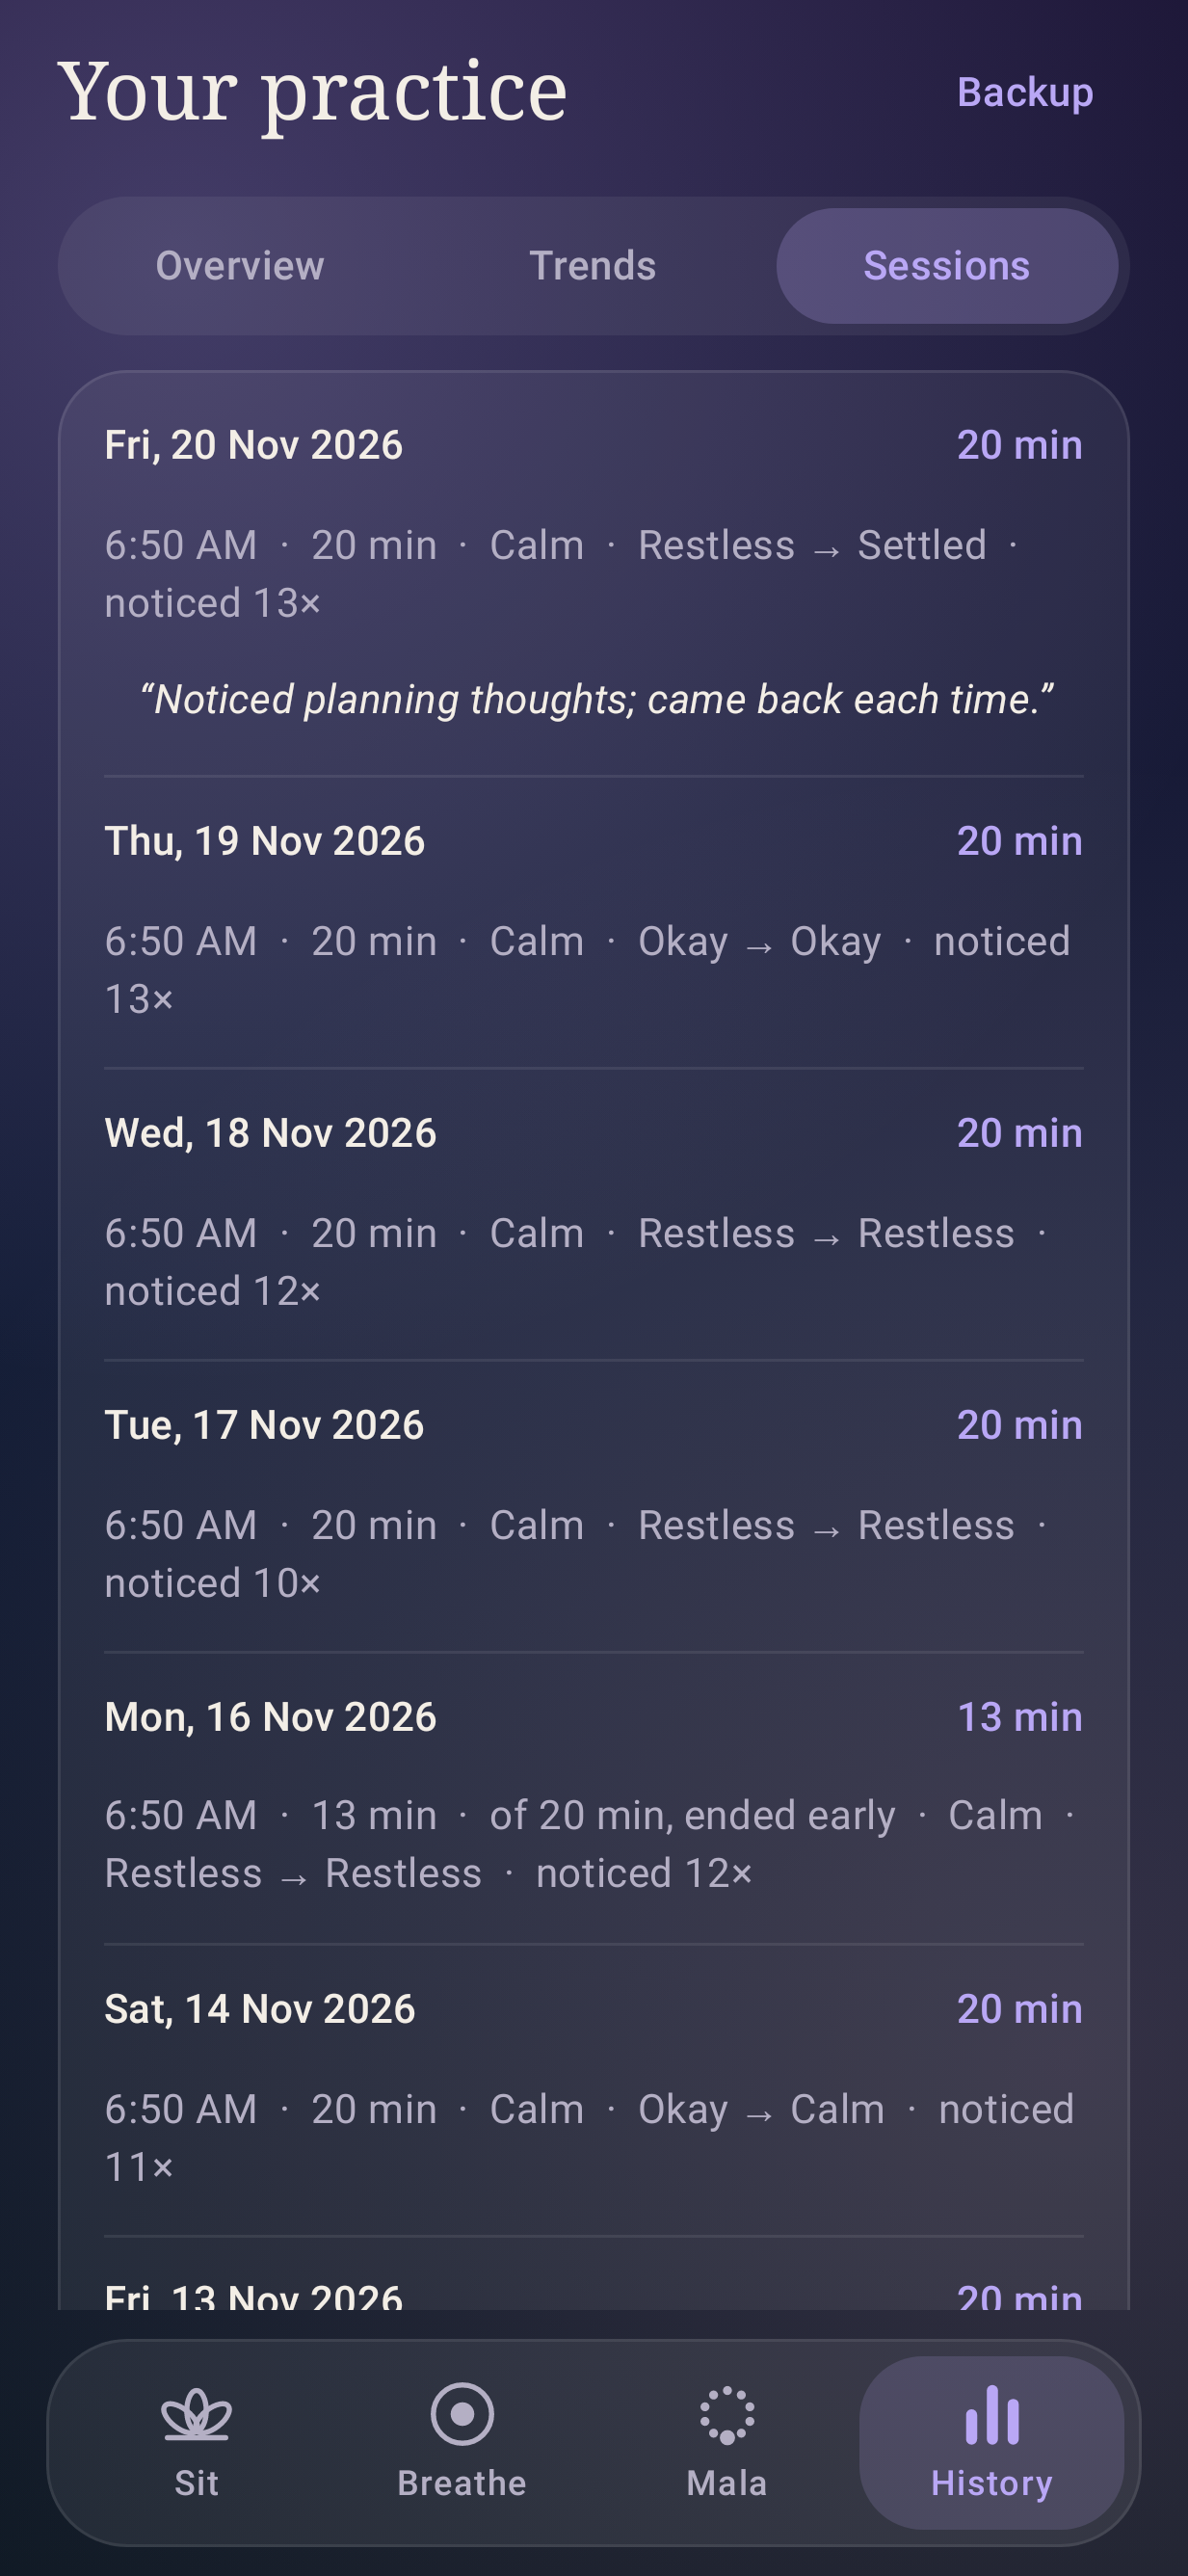 Your practice
Backup
Overview
Trends
Sessions
Fri, 20 Nov 2026
20 min
6:50 AM · 20 min · Calm · Restless → Settled ·
noticed 13×
“Noticed planning thoughts; came back each time.”
Thu, 19 Nov 2026
20 min
6:50 AM · 20 min · Calm · Okay → Okay · noticed
13×
Wed, 18 Nov 2026
20 min
6:50 AM · 20 min · Calm · Restless → Restless ·
noticed 12×
Tue, 17 Nov 2026
20 min
6:50 AM · 20 min · Calm · Restless → Restless ·
noticed 10×
Mon, 16 Nov 2026
13 min
6:50 AM · 13 min · of 20 min, ended early · Calm ·
Restless → Restless · noticed 12×
Sat, 14 Nov 2026
20 min
6:50 AM · 20 min · Calm · Okay → Calm · noticed
11×
Fri, 13 Nov 2026
20 min
Sit
Breathe
Mala
History